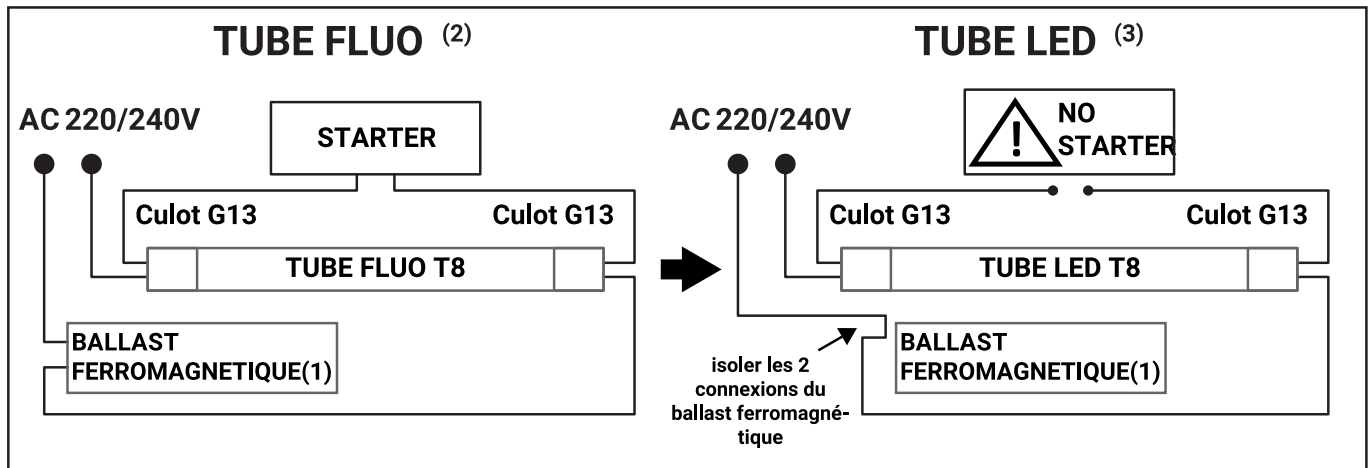 TUBE FLUO (2)
AC 220/240V
STARTER
Culot G13
Culot G13
TUBE FLUO T8
BALLAST
FERROMAGNETIQUE(1)
TUBE LED (3)
AC 220/240V
NO
STARTER
Culot G13
Culot G13
TUBE LED T8
isoler les 2
connexions du
ballast ferromagné-
tique
BALLAST
FERROMAGNETIQUE(1)